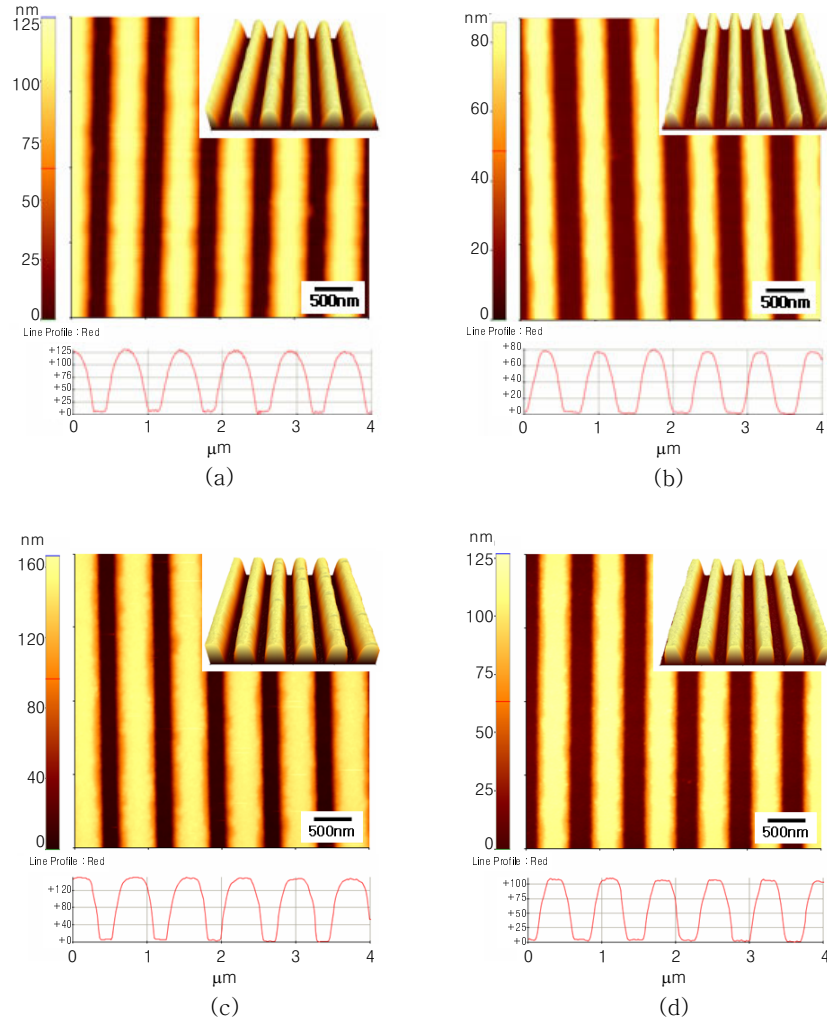 nm
125
100
75
50
25
0
500nm
Line Profile : Red
+125
+100
+75
+50
+25
+0
0 1 2 3 4
μm
(a)
nm
80
60
40
20
0
500nm
Line Profile : Red
+80
+60
+40
+20
+0
0 1 2 3 4
μm
(b)
nm
160
120
80
40
0
500nm
Line Profile : Red
+120
+80
+40
+0
0 1 2 3 4
μm
(c)
nm
125
100
75
50
25
0
500nm
Line Profile : Red
+100
+75
+50
+25
+0
0 1 2 3 4
μm
(d)